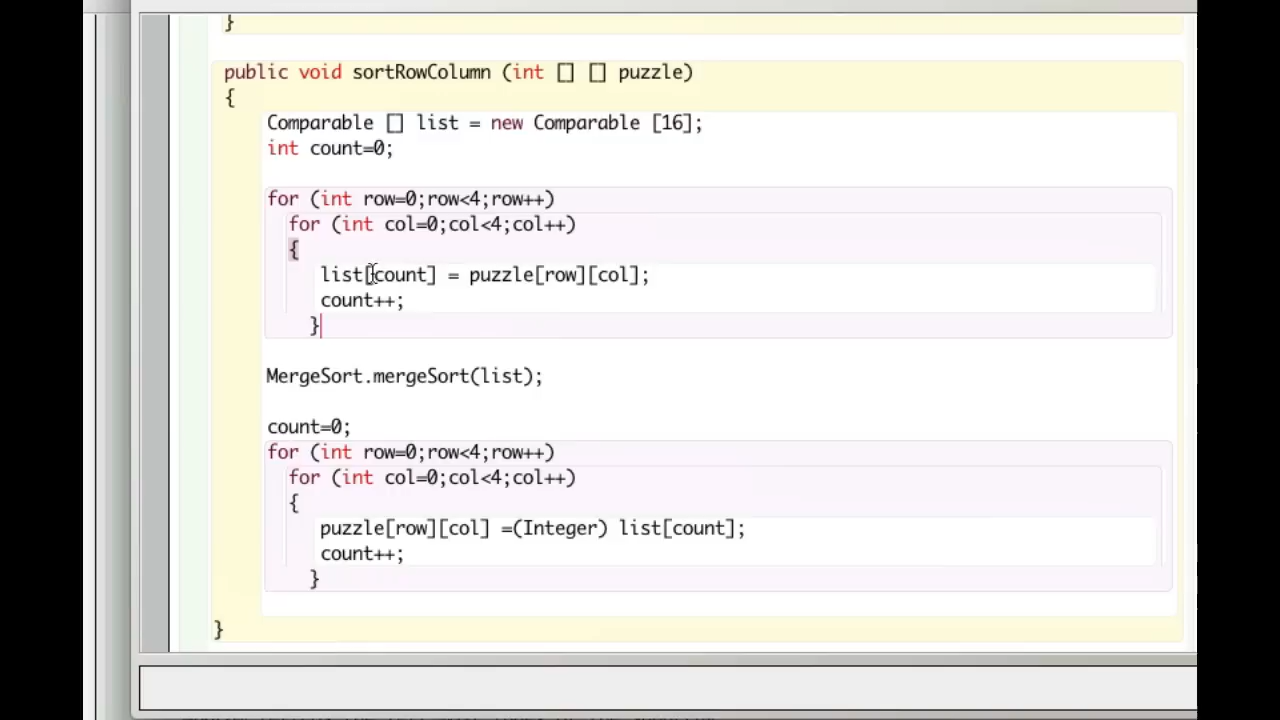 }
public void sortRowColumn (int [] [] puzzle)
{
Comparable [] list = new Comparable [16];
int count=0;
for (int row=0;row<4;row++)
for (int col=0;col<4;col++)
{
list[count] = puzzle[row][col];
count++;
}
MergeSort.mergeSort(list);
count=0;
for (int row=0;row<4;row++)
for (int col=0;col<4;col++)
{
puzzle[row][col] =(Integer) list[count];
count++;
}
}